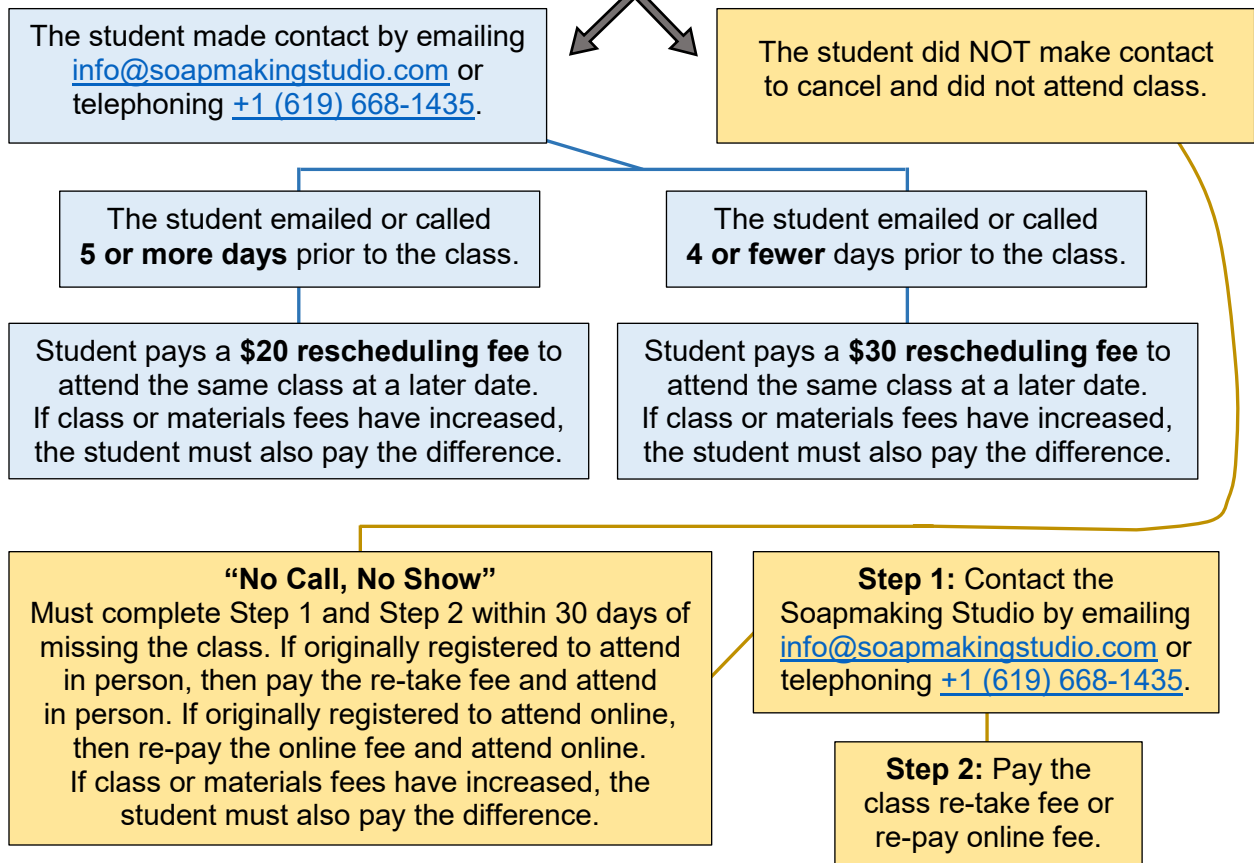 The student made contact by emailing
info@soapmakingstudio.com or
telephoning +1 (619) 668-1435.
The student did NOT make contact
to cancel and did not attend class.
The student emailed or called
5 or more days prior to the class.
The student emailed or called
4 or fewer days prior to the class.
Student pays a $20 rescheduling fee to
attend the same class at a later date.
If class or materials fees have increased,
the student must also pay the difference.
Student pays a $30 rescheduling fee to
attend the same class at a later date.
If class or materials fees have increased,
the student must also pay the difference.
“No Call, No Show”
Must complete Step 1 and Step 2 within 30 days of
missing the class. If originally registered to attend
in person, then pay the re-take fee and attend
in person. If originally registered to attend online,
then re-pay the online fee and attend online.
If class or materials fees have increased, the
student must also pay the difference.
Step 1: Contact the
Soapmaking Studio by emailing
info@soapmakingstudio.com or
telephoning +1 (619) 668-1435.
Step 2: Pay the
class re-take fee or
re-pay online fee.